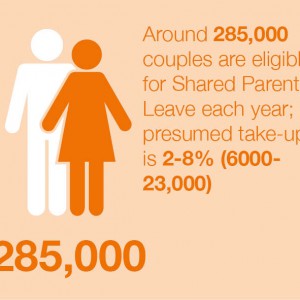 Around 285,000
couples are eligibl
for Shared Parent
Leave each year;
presumed take-up
is 2-8% (6000-
23,000)
285,000